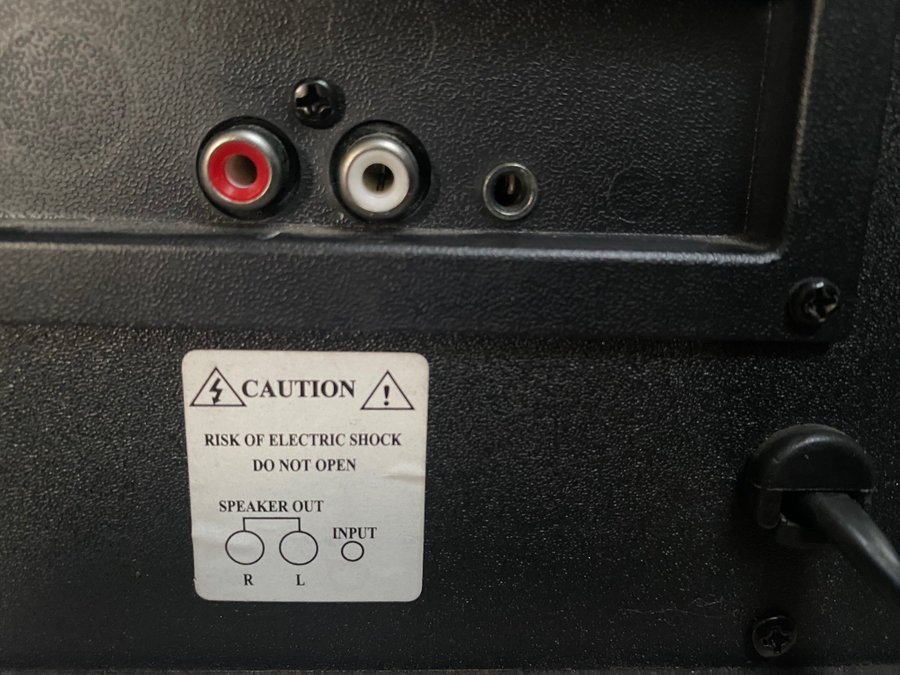 CAUTION
RISK OF ELECTRIC SHOCK
DO NOT OPEN
SPEAKER OUT
INPUT
R L